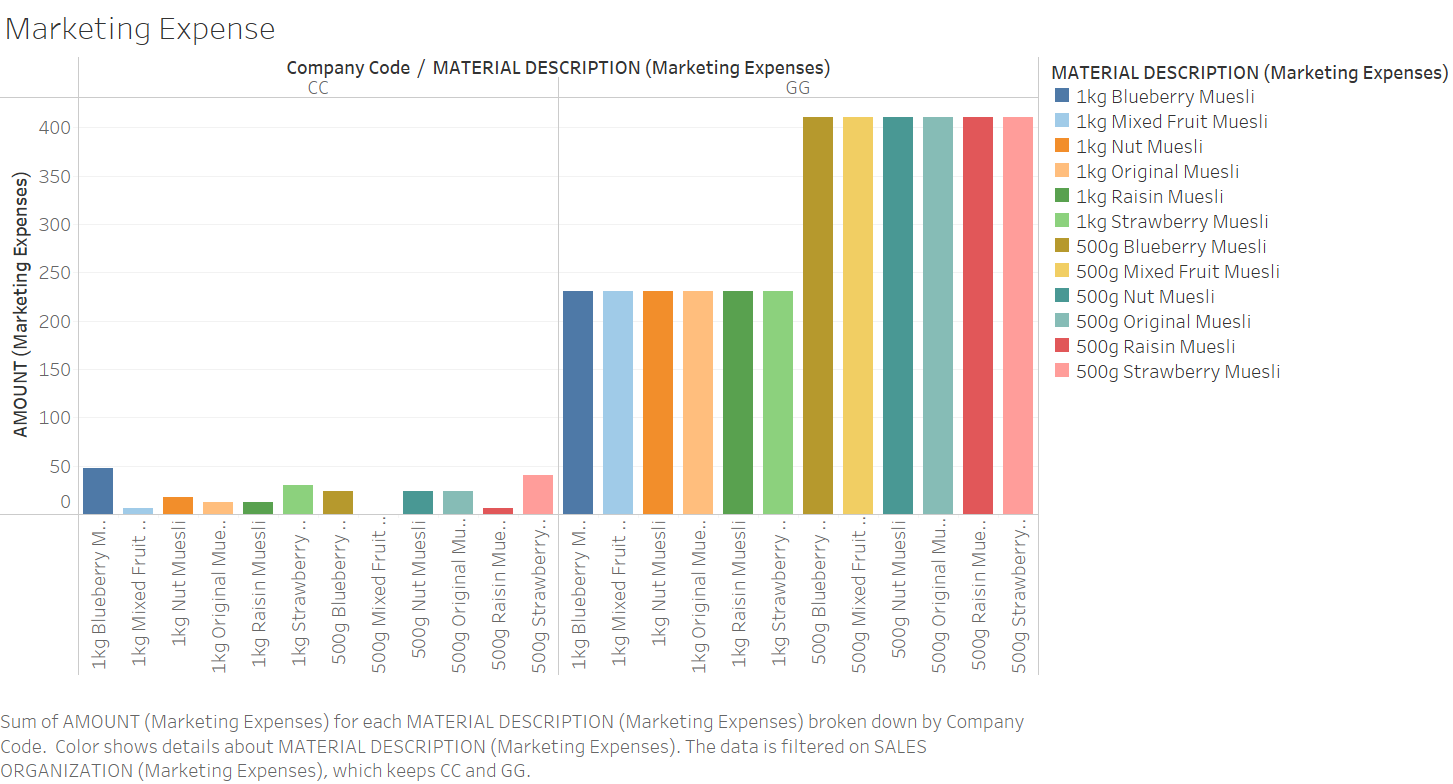 Marketing Expense
Company Code / MATERIAL DESCRIPTION (Marketing Expenses)
CC
GG
AMOUNT (Marketing Expenses)
400
350
300
250
200
150
100
50
0
1kg Blueberry M..
1kg Mixed Fruit ..
1kg Nut Muesli
1kg Original Mue..
1kg Raisin Muesli
1kg Strawberry ..
500g Blueberry ..
500g Mixed Fruit ..
500g Nut Muesli
500g Original Mu..
500g Raisin Mue..
500g Strawberry..
1kg Blueberry M..
1kg Mixed Fruit ..
1kg Nut Muesli
1kg Original Mue..
1kg Raisin Muesli
1kg Strawberry ..
500g Blueberry ..
500g Mixed Fruit ..
500g Nut Muesli
500g Original Mu..
500g Raisin Mue..
500g Strawberry..
MATERIAL DESCRIPTION (Marketing Expenses)
1kg Blueberry Muesli
1kg Mixed Fruit Muesli
1kg Nut Muesli
1kg Original Muesli
1kg Raisin Muesli
1kg Strawberry Muesli
500g Blueberry Muesli
500g Mixed Fruit Muesli
500g Nut Muesli
500g Original Muesli
500g Raisin Muesli
500g Strawberry Muesli
Sum of AMOUNT (Marketing Expenses) for each MATERIAL DESCRIPTION (Marketing Expenses) broken down by Company
Code. Color shows details about MATERIAL DESCRIPTION (Marketing Expenses). The data is filtered on SALES
ORGANIZATION (Marketing Expenses), which keeps CC and GG.